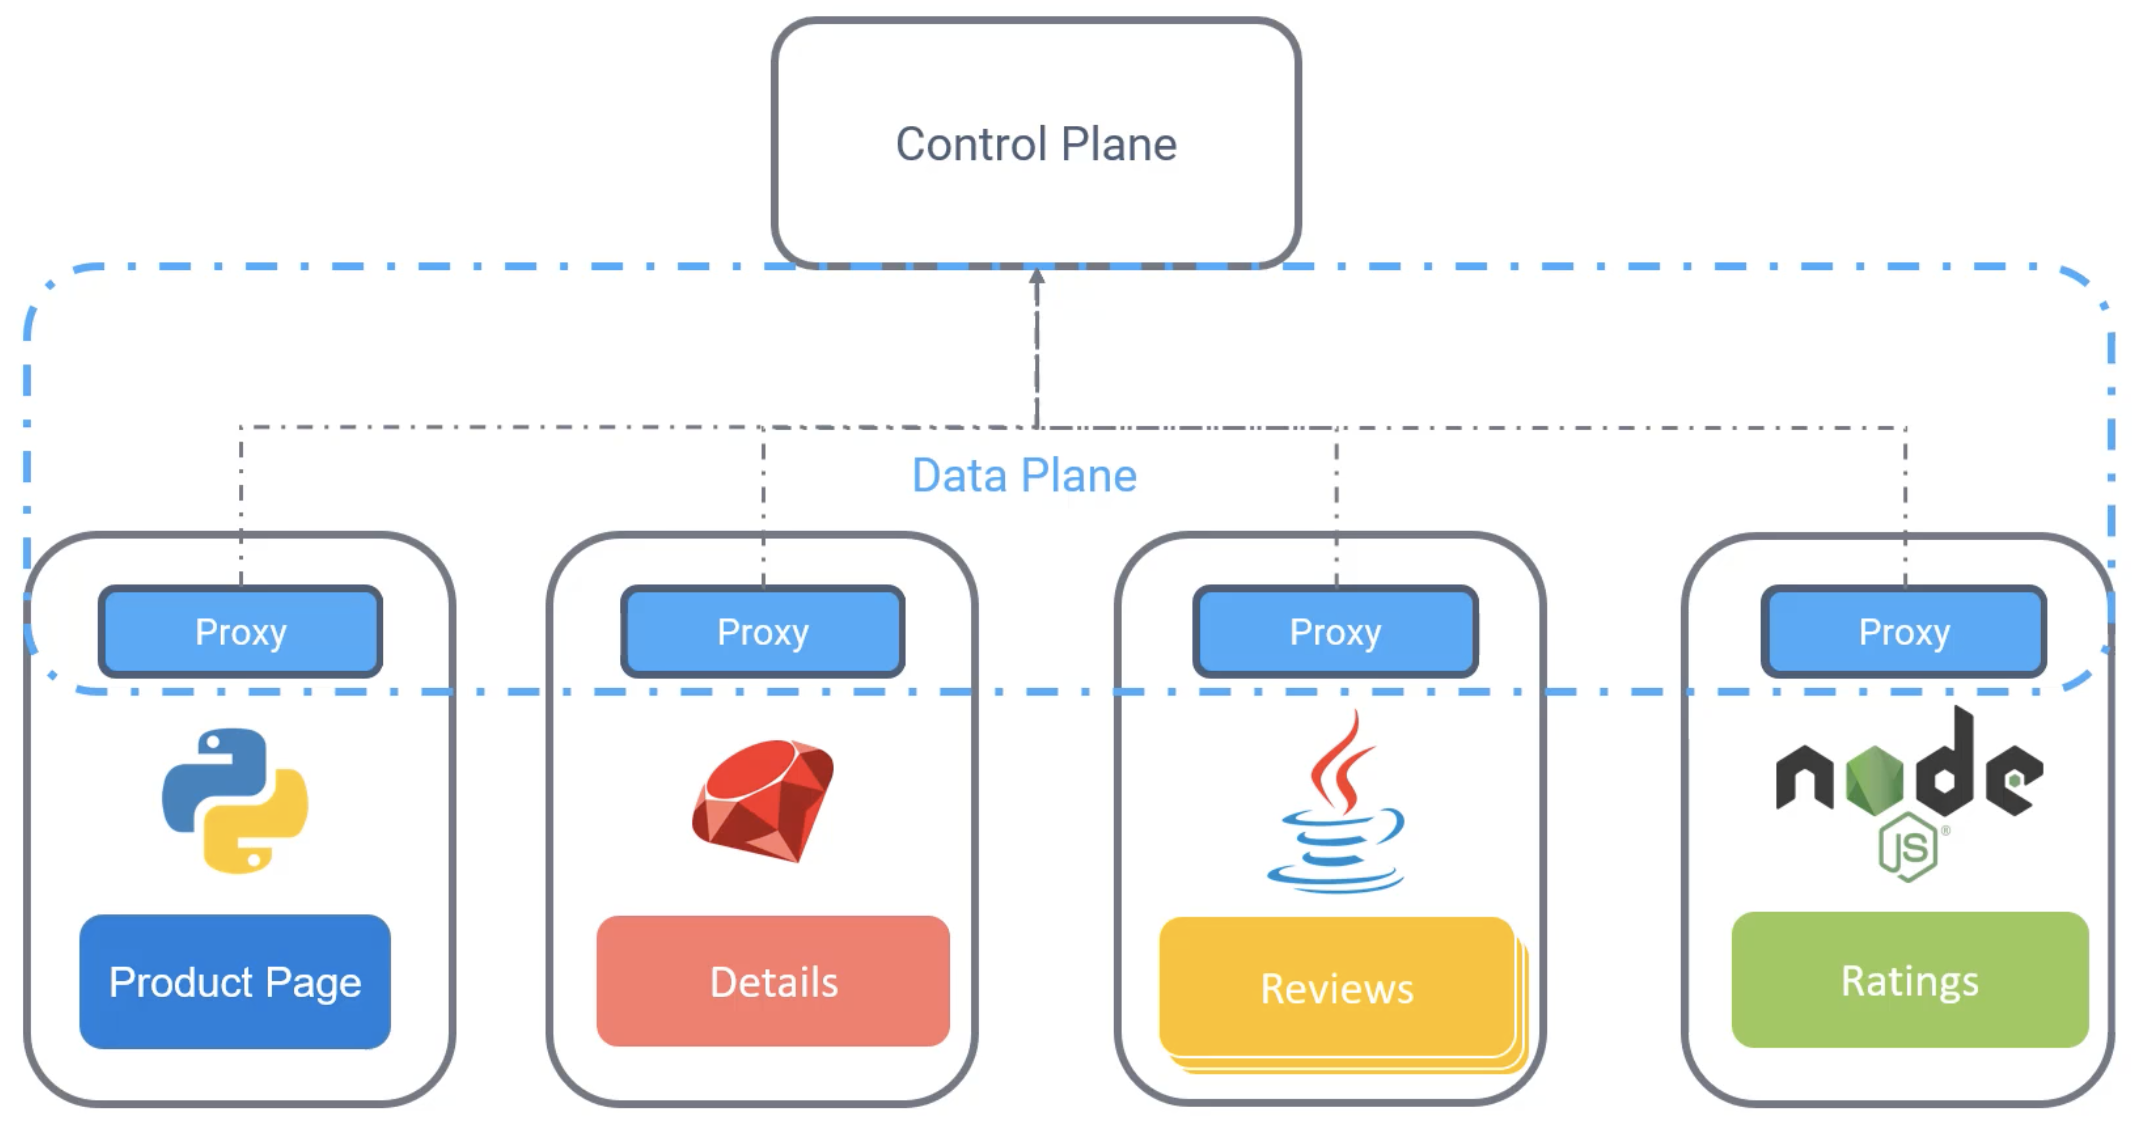 Control Plane
Data Plane
Proxy
Proxy
Proxy
Proxy
node
JS®
Product Page
Details
Reviews
Ratings